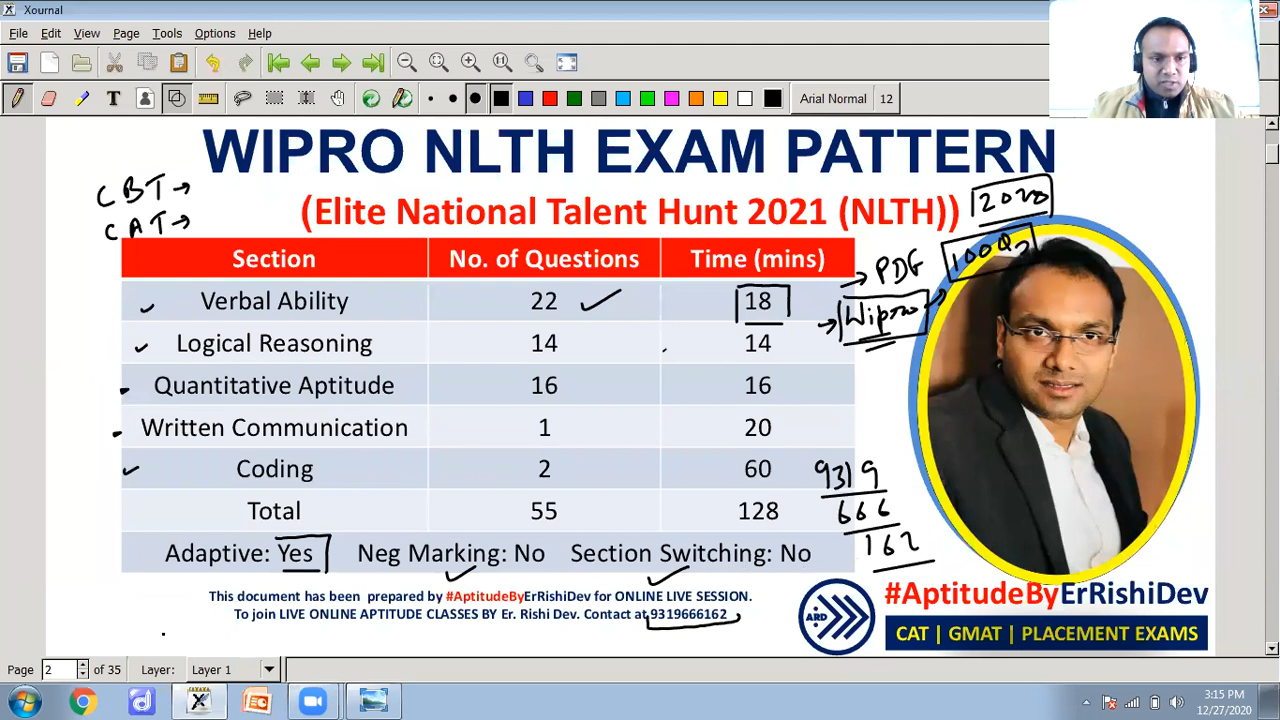 Xournal
File Edit View Page Tools Options Help
Arial Normal 12
WIPRO NLTH EXAM PATTERN
CBT→
(Elite National Talent Hunt 2021 (NLTH))
2020
CAT→
Section No. of Questions Time (mins)
→ PDF
100 Qs
Verbal Ability 22 18
→ Wipro →
Logical Reasoning 14 14
Quantitative Aptitude 16 16
Written Communication 1 20
Coding 2 60
9319
Total 55 128
666
Adaptive: Yes Neg Marking: No Section Switching: No
162
This document has been prepared by #AptitudeByErRishiDev for ONLINE LIVE SESSION.
To join LIVE ONLINE APTITUDE CLASSES BY Er. Rishi Dev. Contact at 9319666162
ARD
#AptitudeByErRishiDev
CAT | GMAT | PLACEMENT EXAMS
Page 2 of 35 Layer: Layer 1
3:15 PM
12/27/2020